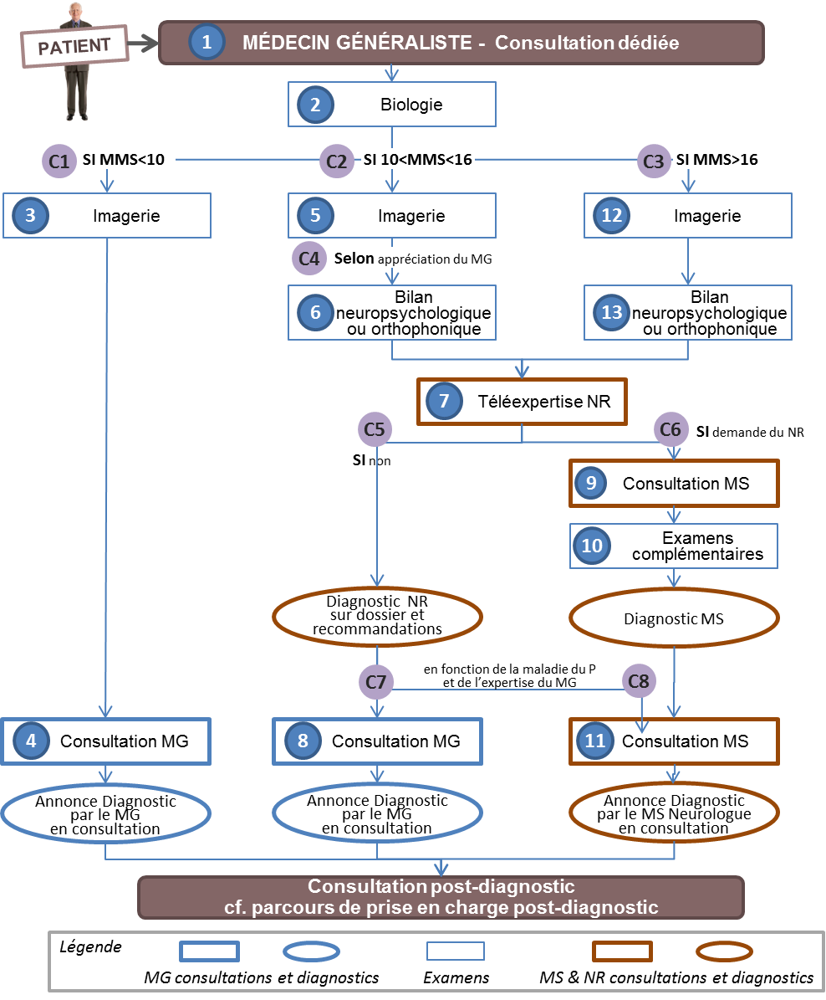 PATIENT
1 MÉDECIN GÉNÉRALISTE - Consultation dédiée
2 Biologie
C1 SI MMS<10
C2 SI 10<MMS<16
C3 SI MMS>16
3 Imagerie
5 Imagerie
12 Imagerie
C4 Selon appréciation du MG
6 Bilan
neuropsychologique
ou orthophonique
13 Bilan
neuropsychologique
ou orthophonique
7 Téléexpertise NR
C5
SI non
C6 SI demande du NR
9 Consultation MS
10 Examens
complémentaires
Diagnostic NR
sur dossier et
recommandations
Diagnostic MS
C7
en fonction de la maladie du P
et de l’expertise du MG
C8
4 Consultation MG
8 Consultation MG
11 Consultation MS
Annonce Diagnostic
par le MG
en consultation
Annonce Diagnostic
par le MG
en consultation
Annonce Diagnostic
par le MS Neurologue
en consultation
Consultation post-diagnostic
cf. parcours de prise en charge post-diagnostic
Légende
MG consultations et diagnostics
Examens
MS & NR consultations et diagnostics